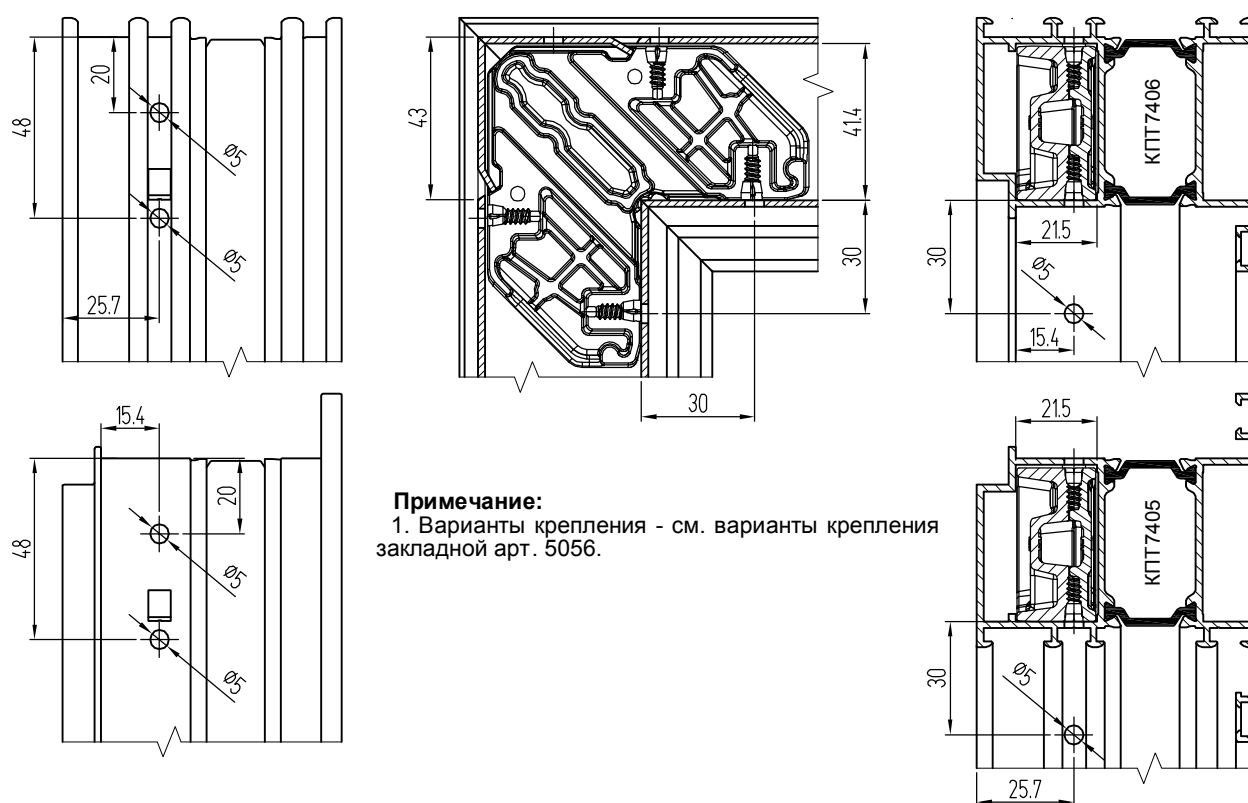 48
20
Ø5
Ø5
25.7
43
41.4
30
30
КПТ7406
21.5
30
Ø5
15.4
15.4
20
48
Ø5
Ø5
Примечание:
1. Варианты крепления - см. варианты крепления
закладной арт. 5056.
21.5
КПТ7405
30
Ø5
25.7